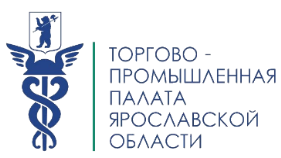 ТОРГОВО -
ПРОМЫШЛЕННАЯ
ПАЛАТА
ЯРОСЛАВСКОЙ
ОБЛАСТИ